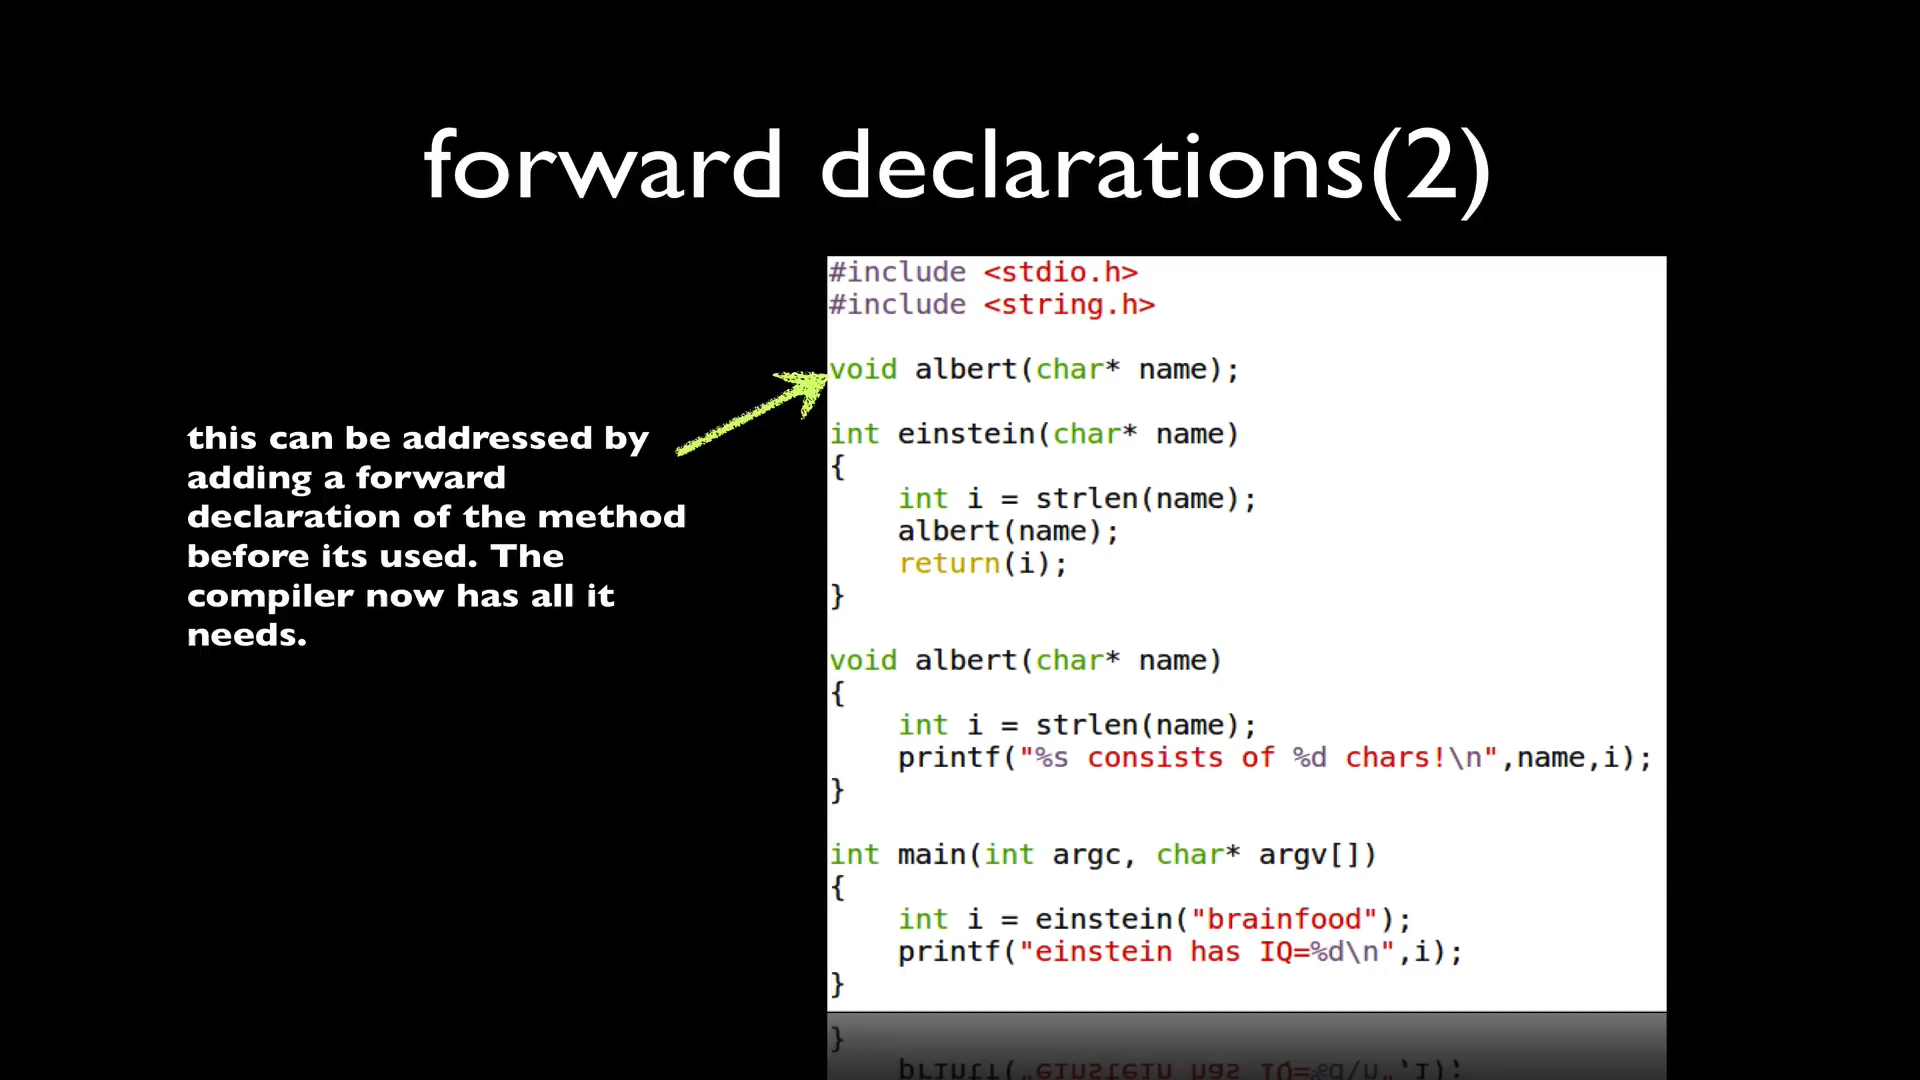 forward declarations(2)
this can be addressed by
adding a forward
declaration of the method
before its used. The
compiler now has all it
needs.
#include <stdio.h>
#include <string.h>
void albert(char* name);
int einstein(char* name)
{
    int i = strlen(name);
    albert(name);
    return(i);
}
void albert(char* name)
{
    int i = strlen(name);
    printf("%s consists of %d chars!\n",name,i);
}
int main(int argc, char* argv[])
{
    int i = einstein("brainfood");
    printf("einstein has IQ=%d\n",i);
}